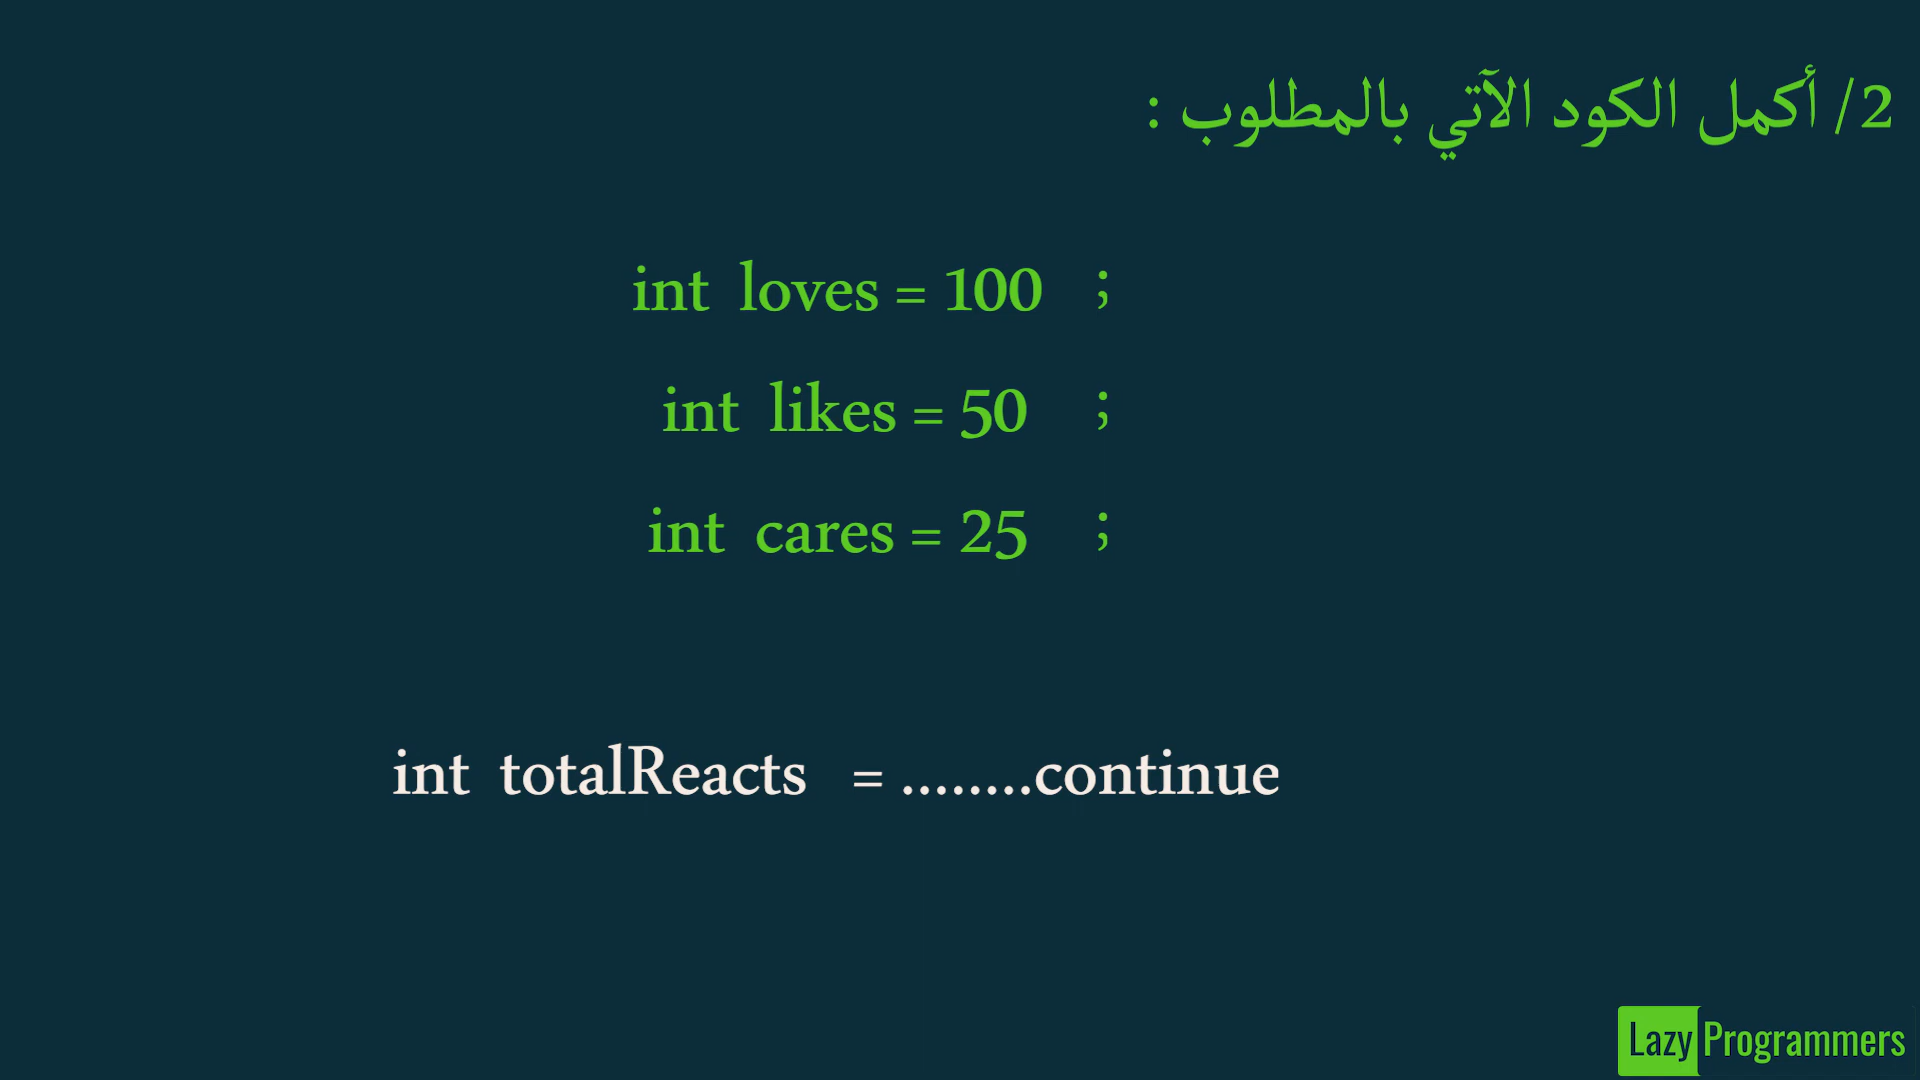 2/ أكمل الكود الآتي بالمطلوب :
int loves = 100 ;
int likes = 50 ;
int cares = 25 ;
int totalReacts = ........continue
Lazy Programmers